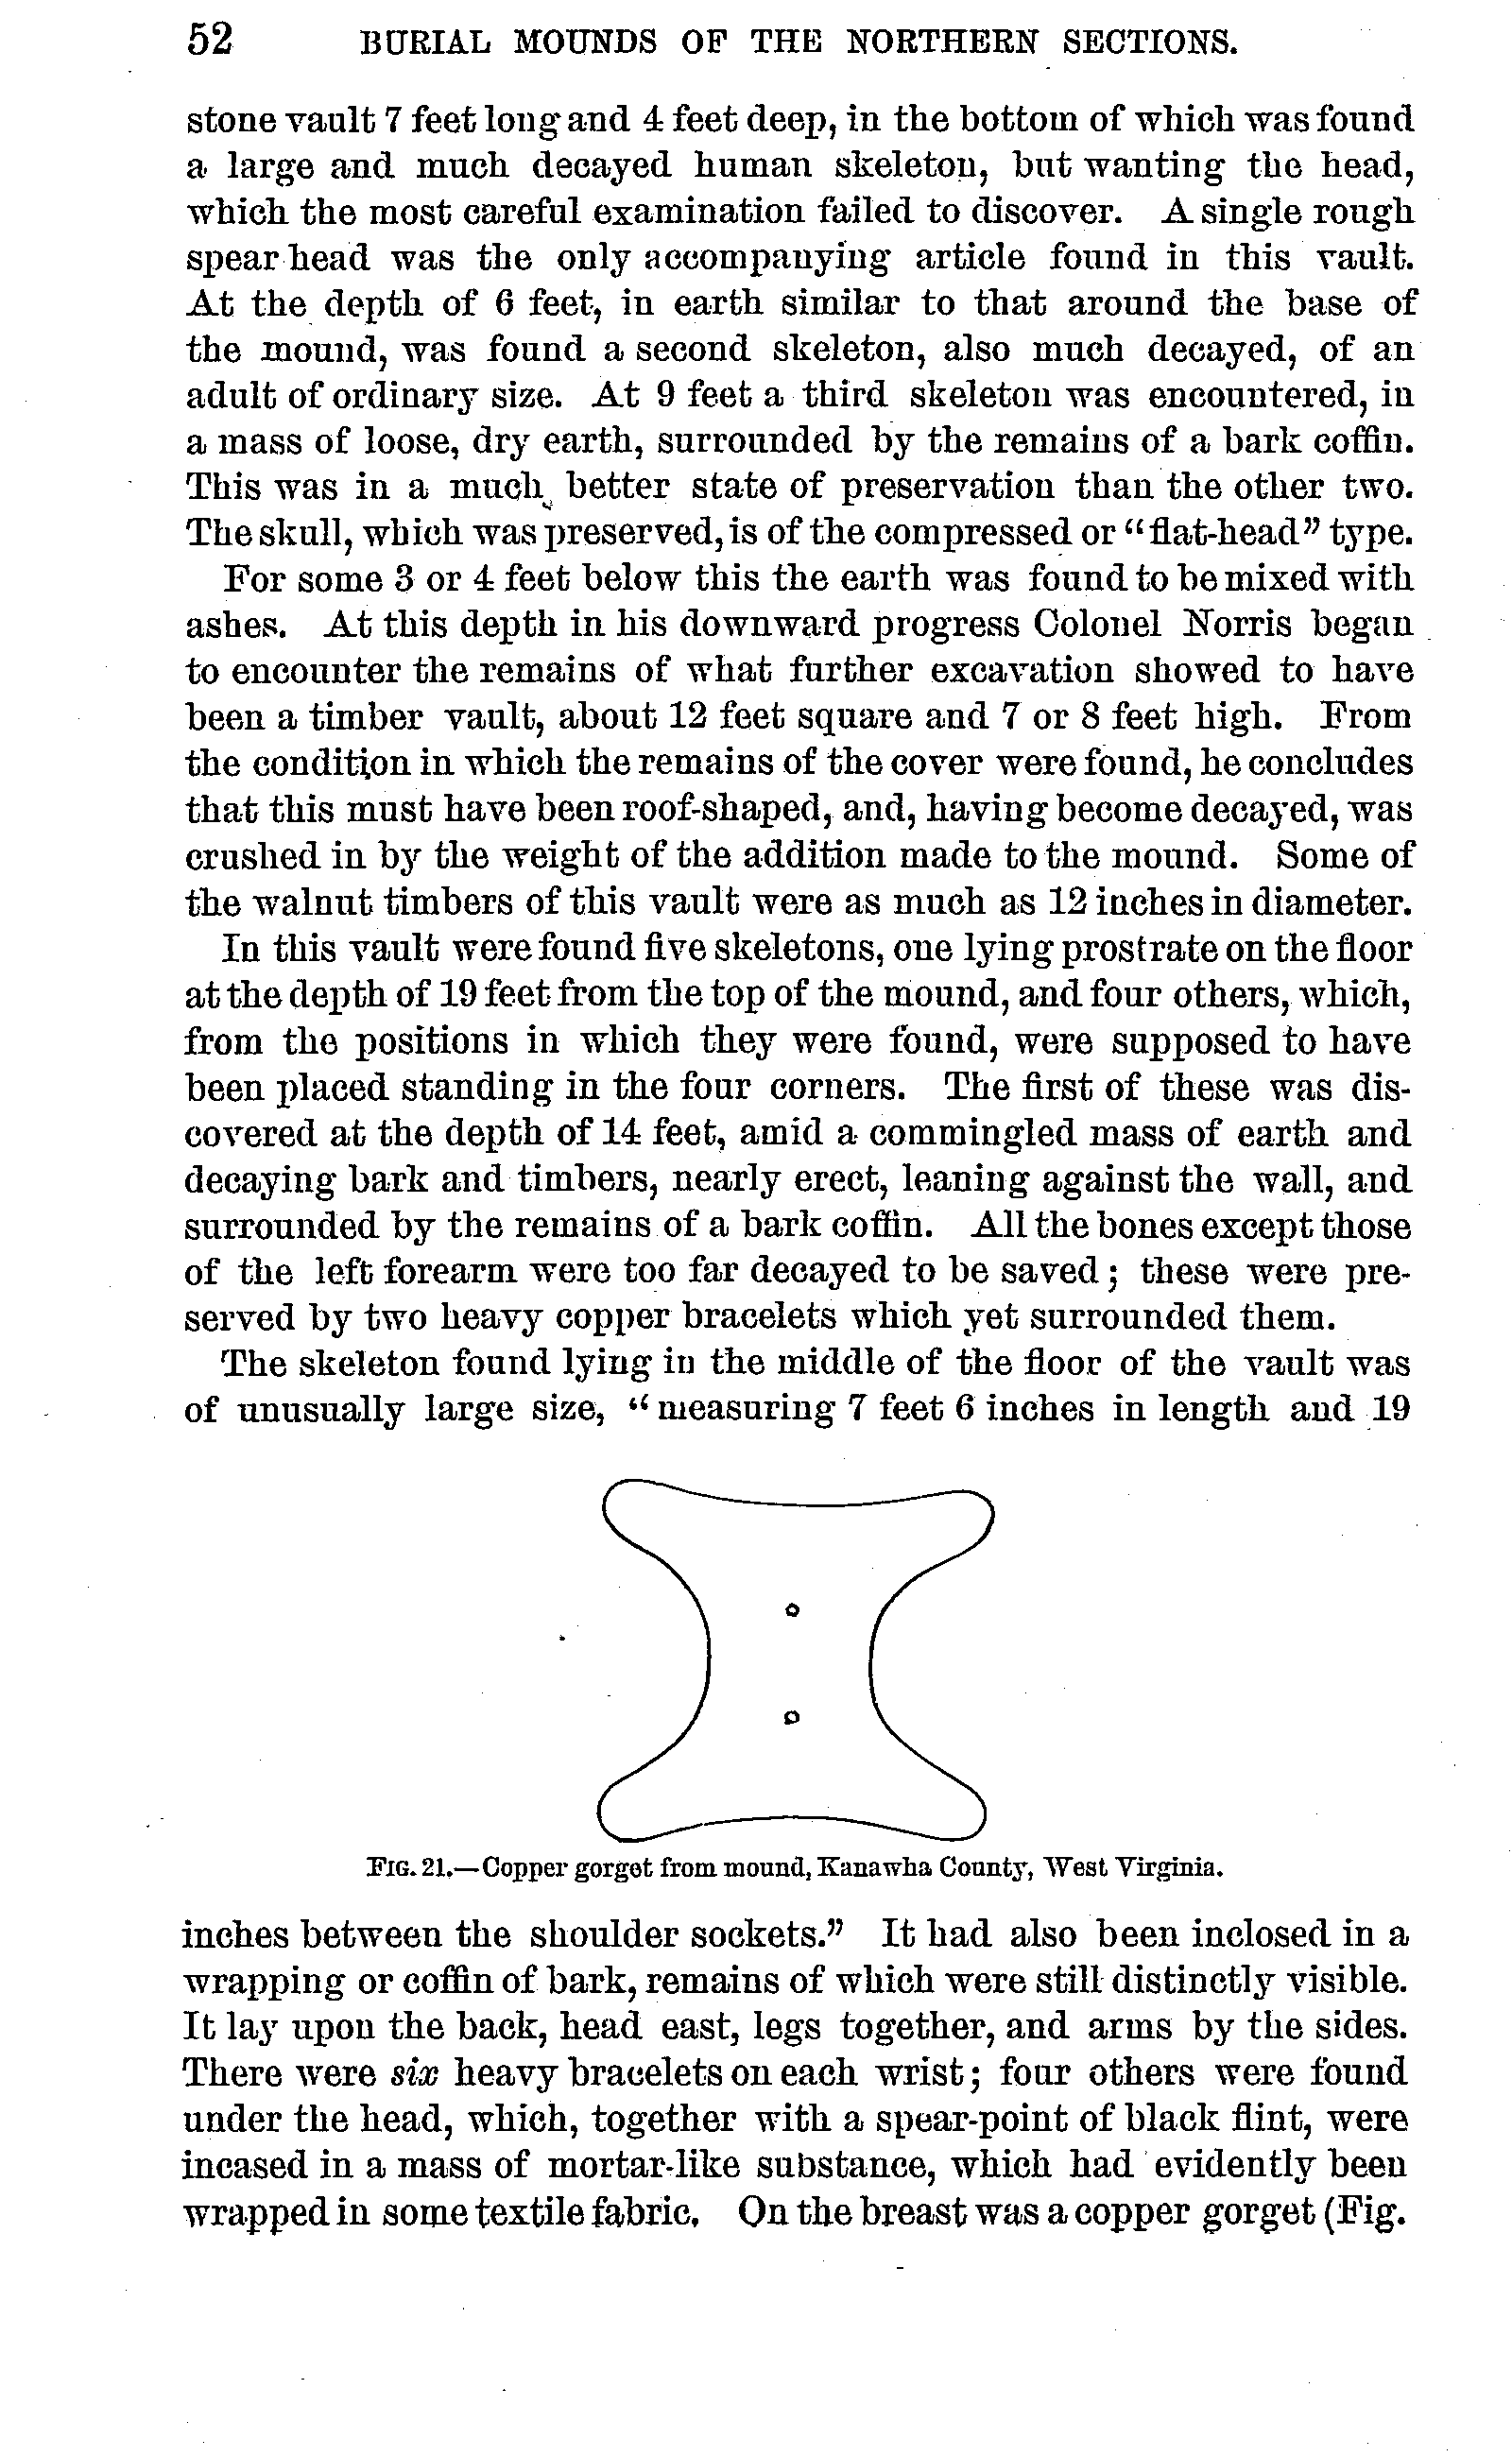 52 BURIAL MOUNDS OF THE NORTHERN SECTIONS.
stone vault 7 feet long and 4 feet deep, in the bottom of which was found
a large and much decayed human skeleton, but wanting the head,
which the most careful examination failed to discover. A single rough
spear head was the only accompanying article found in this vault.
At the depth of 6 feet, in earth similar to that around the base of
the mound, was found a second skeleton, also much decayed, of an
adult of ordinary size. At 9 feet a third skeleton was encountered, in
a mass of loose, dry earth, surrounded by the remains of a bark coffin.
This was in a much better state of preservation than the other two.
The skull, which was preserved, is of the compressed or "flat-head" type.
For some 3 or 4 feet below this the earth was found to be mixed with
ashes. At this depth in his downward progress Colonel Norris began
to encounter the remains of what further excavation showed to have
been a timber vault, about 12 feet square and 7 or 8 feet high. From
the condition in which the remains of the cover were found, he concludes
that this must have been roof-shaped, and, having become decayed, was
crushed in by the weight of the addition made to the mound. Some of
the walnut timbers of this vault were as much as 12 inches in diameter.
In this vault were found five skeletons, one lying prostrate on the floor
at the depth of 19 feet from the top of the mound, and four others, which,
from the positions in which they were found, were supposed to have
been placed standing in the four corners. The first of these was dis-
covered at the depth of 14 feet, amid a commingled mass of earth and
decaying bark and timbers, nearly erect, leaning against the wall, and
surrounded by the remains of a bark coffin. All the bones except those
of the left forearm were too far decayed to be saved; these were pre-
served by two heavy copper bracelets which yet surrounded them.
The skeleton found lying in the middle of the floor of the vault was
of unusually large size, "measuring 7 feet 6 inches in length and 19
FIG. 21.—Copper gorget from mound, Kanawha County, West Virginia.
inches between the shoulder sockets." It had also been inclosed in a
wrapping or coffin of bark, remains of which were still distinctly visible.
It lay upon the back, head east, legs together, and arms by the sides.
There were six heavy bracelets on each wrist; four others were found
under the head, which, together with a spear-point of black flint, were
incased in a mass of mortar-like substance, which had evidently been
wrapped in some textile fabric. On the breast was a copper gorget (Fig.